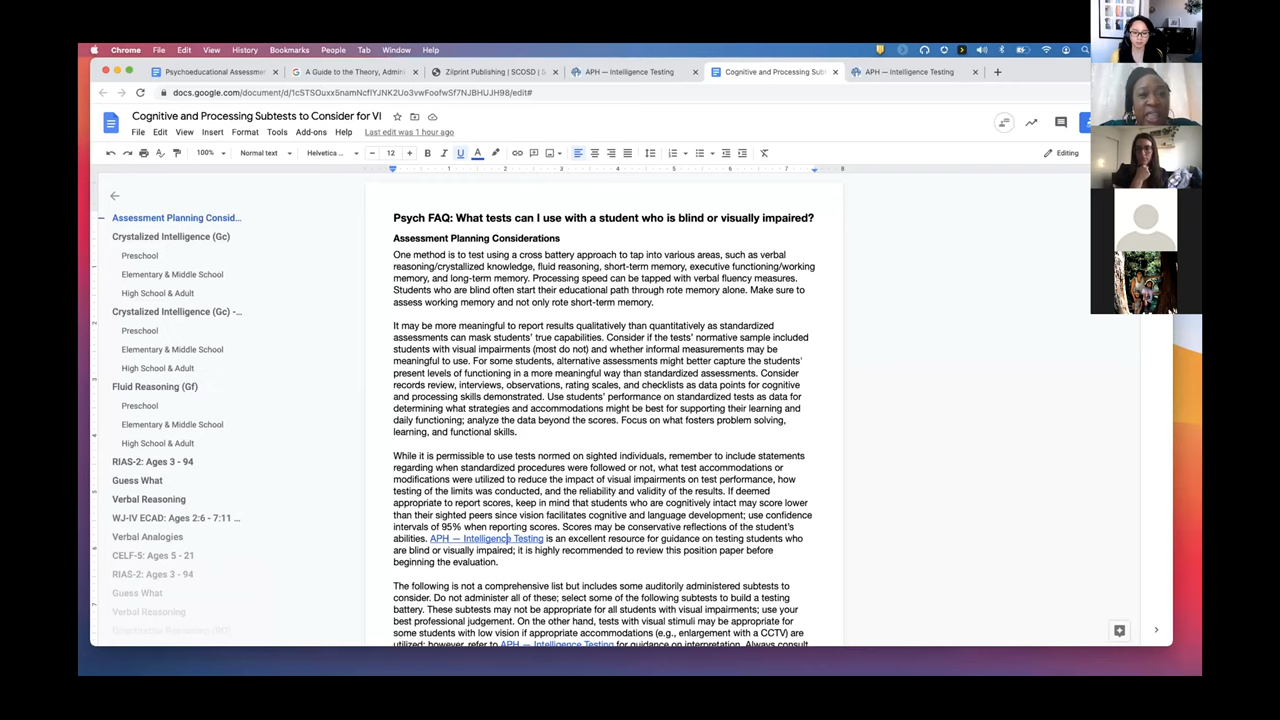 Chrome File Edit View History Bookmarks People Tab Window Help
Psychoeducational Assessmen
A Guide to the Theory, Admin
Zilprint Publishing | SCOSD | S
APH — Intelligence Testing
Cognitive and Processing Sub
APH — Intelligence Testing
docs.google.com/document/d/1cSTSOuxx5namNcflYJNK2Uo3vwFoofwSf7NJBHUJH98/edit#
Cognitive and Processing Subtests to Consider for VI
File Edit View Insert Format Tools Add-ons Help Last edit was 1 hour ago
100% Normal text Helvetica ... 12 B I U A Editing
1 2 3 4 5 6 7 8
Assessment Planning Consid...
Crystalized Intelligence (Gc)
Preschool
Elementary & Middle School
High School & Adult
Crystalized Intelligence (Gc) -...
Preschool
Elementary & Middle School
High School & Adult
Fluid Reasoning (Gf)
Preschool
Elementary & Middle School
High School & Adult
RIAS-2: Ages 3 - 94
Guess What
Verbal Reasoning
WJ-IV ECAD: Ages 2:6 - 7:11 ...
Verbal Analogies
CELF-5: Ages 5 - 21
RIAS-2: Ages 3 - 94
Guess What
Verbal Reasoning
Psych FAQ: What tests can I use with a student who is blind or visually impaired?
Assessment Planning Considerations
One method is to test using a cross battery approach to tap into various areas, such as verbal
reasoning/crystallized knowledge, fluid reasoning, short-term memory, executive functioning/working
memory, and long-term memory. Processing speed can be tapped with verbal fluency measures.
Students who are blind often start their educational path through rote memory alone. Make sure to
assess working memory and not only rote short-term memory.
It may be more meaningful to report results qualitatively than quantitatively as standardized
assessments can mask students' true capabilities. Consider if the tests' normative sample included
students with visual impairments (most do not) and whether informal measurements may be
meaningful to use. For some students, alternative assessments might better capture the students'
present levels of functioning in a more meaningful way than standardized assessments. Consider
records review, interviews, observations, rating scales, and checklists as data points for cognitive
and processing skills demonstrated. Use students' performance on standardized tests as data for
determining what strategies and accommodations might be best for supporting their learning and
daily functioning; analyze the data beyond the scores. Focus on what fosters problem solving,
learning, and functional skills.
While it is permissible to use tests normed on sighted individuals, remember to include statements
regarding when standardized procedures were followed or not, what test accommodations or
modifications were utilized to reduce the impact of visual impairments on test performance, how
testing of the limits was conducted, and the reliability and validity of the results. If deemed
appropriate to report scores, keep in mind that students who are cognitively intact may score lower
than their sighted peers since vision facilitates cognitive and language development; use confidence
intervals of 95% when reporting scores. Scores may be conservative reflections of the student's
abilities. APH — Intelligence Testing is an excellent resource for guidance on testing students who
are blind or visually impaired; it is highly recommended to review this position paper before
beginning the evaluation.
The following is not a comprehensive list but includes some auditorily administered subtests to
consider. Do not administer all of these; select some of the following subtests to build a testing
battery. These subtests may not be appropriate for all students with visual impairments; use your
best professional judgement. On the other hand, tests with visual stimuli may be appropriate for
some students with low vision if appropriate accommodations (e.g., enlargement with a CCTV) are
utilized; however, refer to APH — Intelligence Testing for guidance on interpretation. Always consult